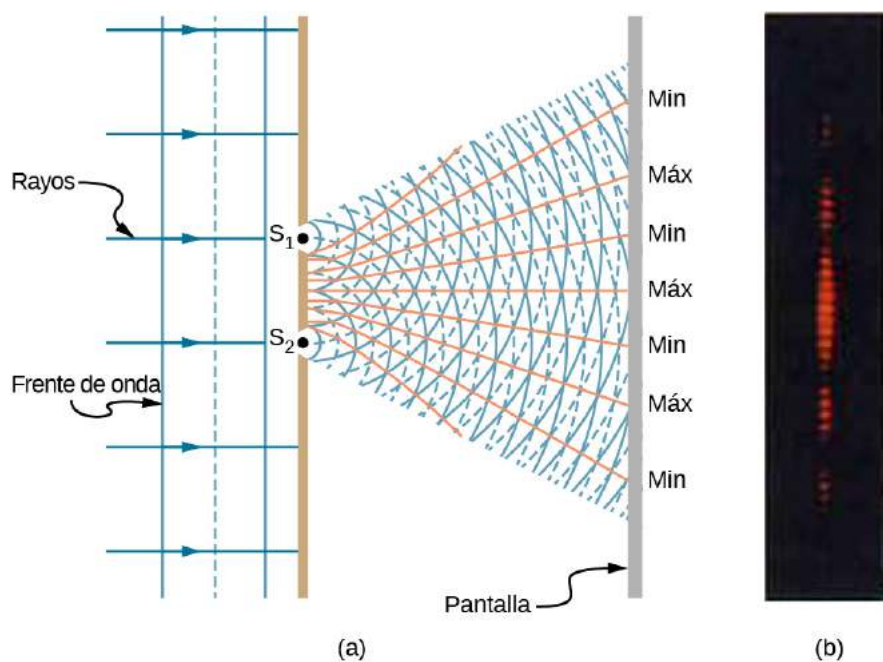 Rayos
S1
S2
Frente de onda
Min
Máx
Min
Máx
Min
Máx
Min
Pantalla
(a)
(b)